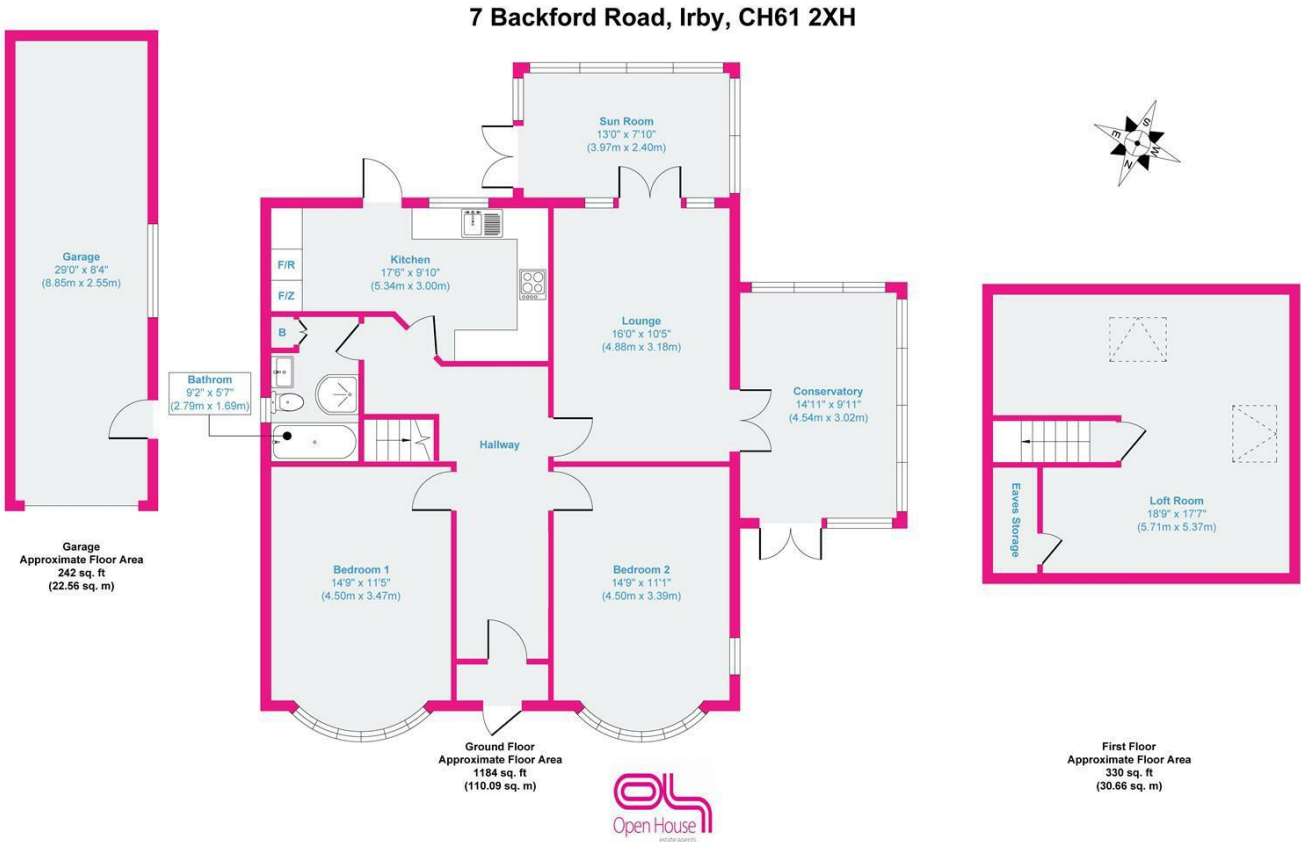 7 Backford Road, Irby, CH61 2XH
Garage
29'0" x 8'4"
(8.85m x 2.55m)
Garage
Approximate Floor Area
242 sq. ft
(22.56 sq. m)
Sun Room
13'0" x 7'10"
(3.97m x 2.40m)
Kitchen
17'6" x 9'10"
(5.34m x 3.00m)
F/R
F/Z
B
Bathrom
9'2" x 5'7"
(2.79m x 1.69m)
Hallway
Lounge
16'0" x 10'5"
(4.88m x 3.18m)
Conservatory
14'11" x 9'11"
(4.54m x 3.02m)
Bedroom 1
14'9" x 11'5"
(4.50m x 3.47m)
Bedroom 2
14'9" x 11'1"
(4.50m x 3.39m)
Ground Floor
Approximate Floor Area
1184 sq. ft
(110.09 sq. m)
S
E
W
N
Eaves Storage
Loft Room
18'9" x 17'7"
(5.71m x 5.37m)
First Floor
Approximate Floor Area
330 sq. ft
(30.66 sq. m)
Open House
estate agents